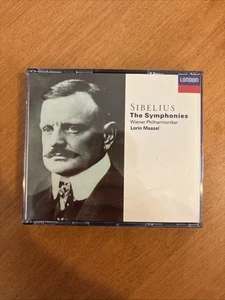 LONDON
SIBELIUS
The Symphonies
Wiener Philharmoniker
Lorin Maazel